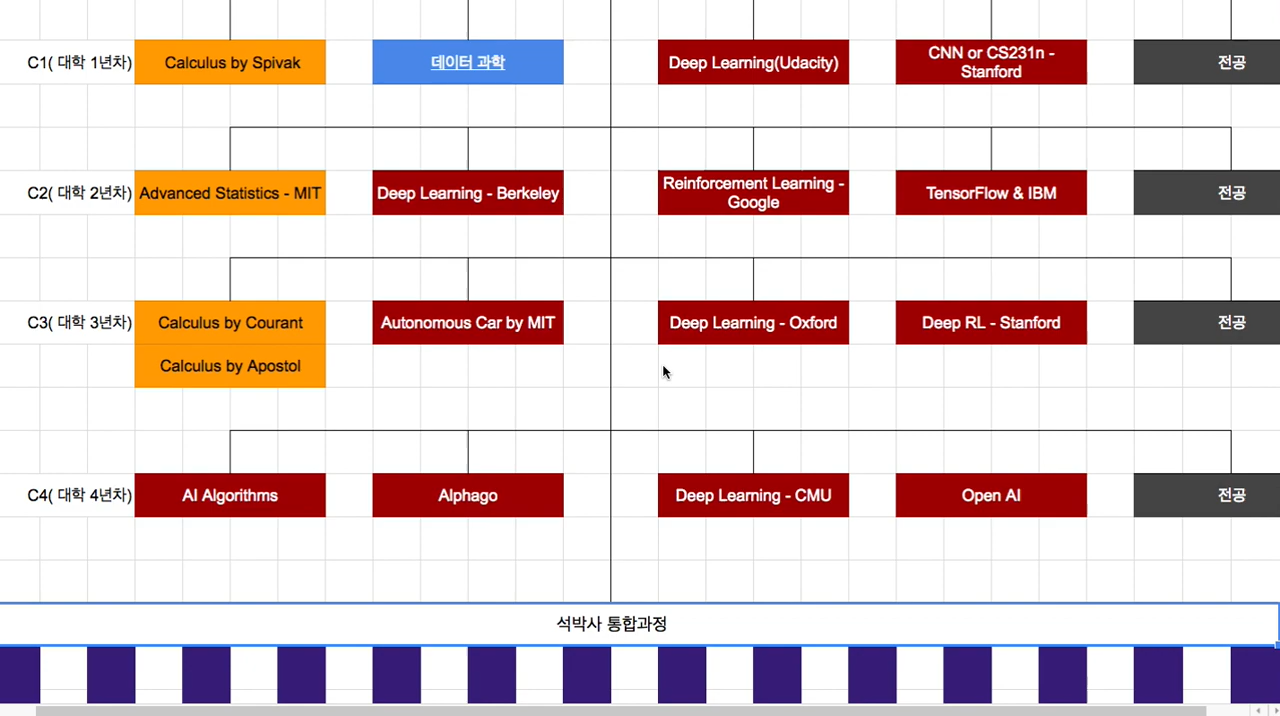 C1( 대학 1년차)
Calculus by Spivak
데이터 과학
Deep Learning(Udacity)
CNN or CS231n -
Stanford
전공
C2( 대학 2년차)
Advanced Statistics - MIT
Deep Learning - Berkeley
Reinforcement Learning -
Google
TensorFlow & IBM
전공
C3( 대학 3년차)
Calculus by Courant
Autonomous Car by MIT
Deep Learning - Oxford
Deep RL - Stanford
전공
Calculus by Apostol
C4( 대학 4년차)
AI Algorithms
Alphago
Deep Learning - CMU
Open AI
전공
석박사 통합과정